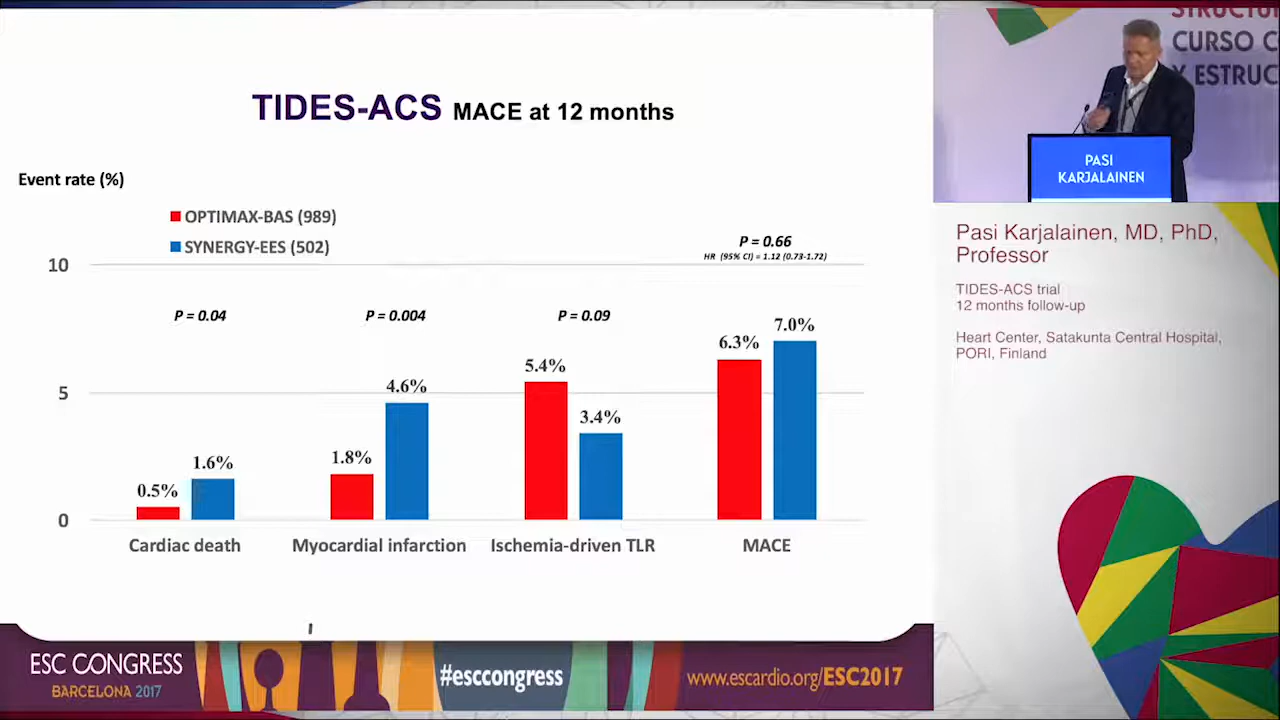 TIDES-ACS MACE at 12 months
Event rate (%)
OPTIMAX-BAS (989)
SYNERGY-EES (502)
P = 0.66
HR (95% CI) = 1.12 (0.73-1.72)
10
P = 0.04
P = 0.004
P = 0.09
5
0
0.5%
1.6%
1.8%
4.6%
5.4%
3.4%
6.3%
7.0%
Cardiac death
Myocardial infarction
Ischemia-driven TLR
MACE
ESC CONGRESS
BARCELONA 2017
#esccongress
www.escardio.org/ESC2017
CURSO C
Y ESTRUC
PASI
KARJALAINEN
Pasi Karjalainen, MD, PhD,
Professor
TIDES-ACS trial
12 months follow-up
Heart Center, Satakunta Central Hospital,
PORI, Finland